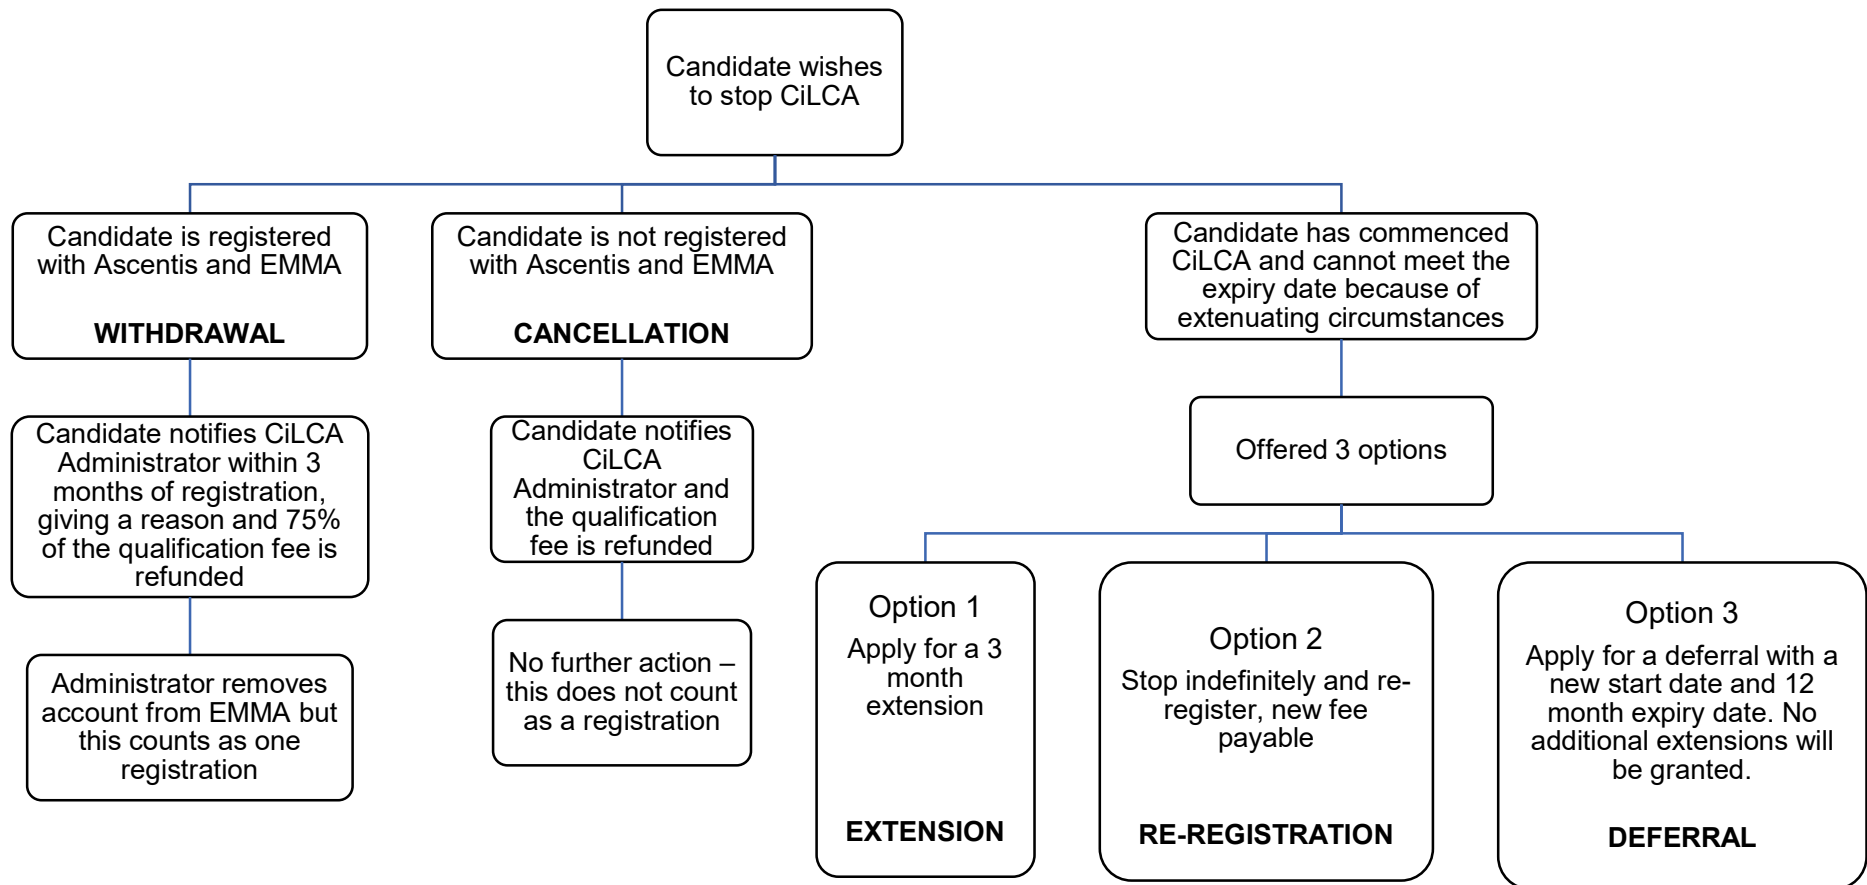 Candidate wishes
to stop CiLCA
Candidate is registered
with Ascentis and EMMA
WITHDRAWAL
Candidate is not registered
with Ascentis and EMMA
CANCELLATION
Candidate has commenced
CiLCA and cannot meet the
expiry date because of
extenuating circumstances
Candidate notifies CiLCA
Administrator within 3
months of registration,
giving a reason and 75%
of the qualification fee is
refunded
Candidate notifies
CiLCA
Administrator and
the qualification
fee is refunded
Offered 3 options
Administrator removes
account from EMMA but
this counts as one
registration
No further action –
this does not count
as a registration
Option 1
Apply for a 3
month
extension
EXTENSION
Option 2
Stop indefinitely and re-
register, new fee
payable
RE-REGISTRATION
Option 3
Apply for a deferral with a
new start date and 12
month expiry date. No
additional extensions will
be granted.
DEFERRAL